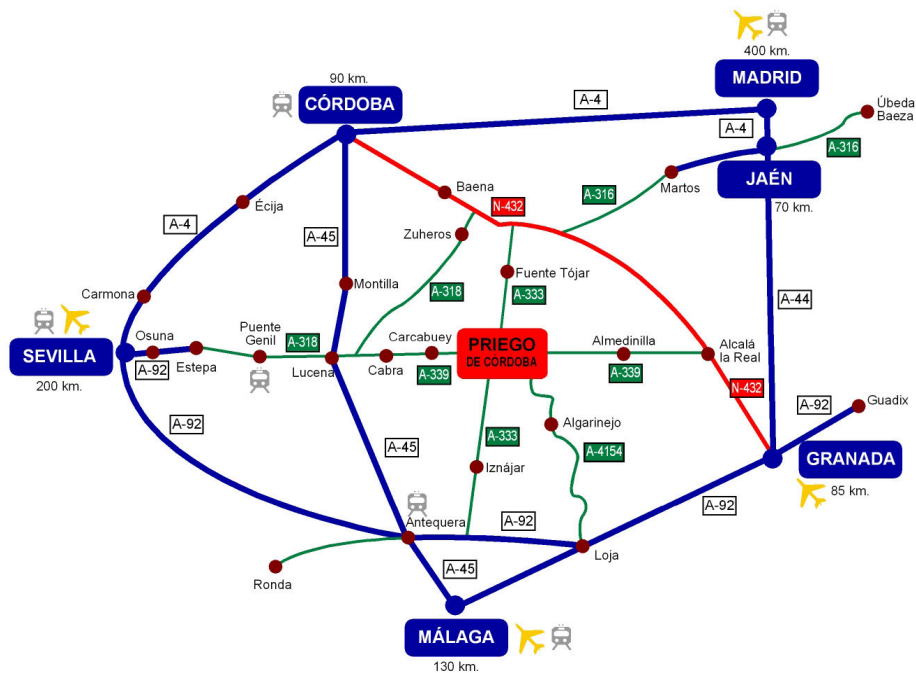 400 km.
MADRID
90 km.
CÓRDOBA
A-4
A-4
Úbeda
Baeza
A-316
Baena
A-316
Martos
JAÉN
N-432
70 km.
Écija
A-4
A-45
Zuheros
Fuente Tójar
A-318
A-333
Montilla
Carmona
A-44
Osuna
Puente
Genil
A-318
Carcabuey
PRIEGO
DE CÓRDOBA
Almedinilla
Alcalá
la Real
SEVILLA
A-92
Estepa
Lucena
Cabra
A-339
A-339
200 km.
N-432
A-92
Guadix
A-92
A-45
A-333
Algarinejo
A-4154
Iznájar
GRANADA
85 km.
A-92
Antequera
A-92
Loja
A-45
Ronda
MÁLAGA
130 km.